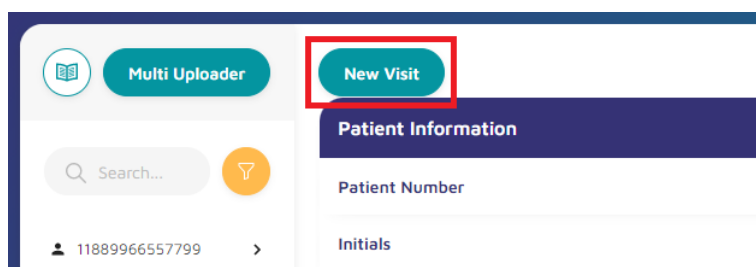 Multi Uploader
New Visit
Patient Information
Search...
Patient Number
11889966557799
Initials